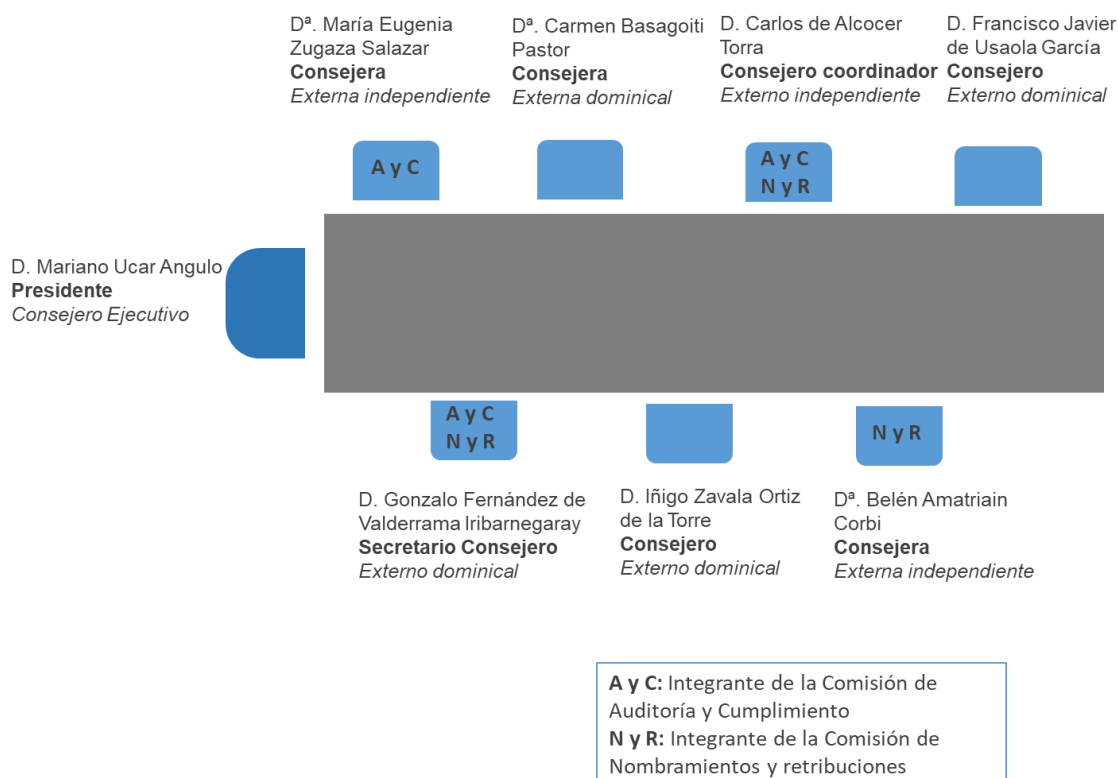 Dª. María Eugenia
Zugaza Salazar
Consejera
Externa independiente
Dª. Carmen Basagoiti
Pastor
Consejera
Externa dominical
D. Carlos de Alcocer
Torra
Consejero coordinador
Externo independiente
D. Francisco Javier
de Usaola García
Consejero
Externo dominical
A y C
A y C
N y R
D. Mariano Ucar Angulo
Presidente
Consejero Ejecutivo
A y C
N y R
N y R
D. Gonzalo Fernández de
Valderrama Iribarnegaray
Secretario Consejero
Externo dominical
D. Iñigo Zavala Ortiz
de la Torre
Consejero
Externo dominical
Dª. Belén Amatriain
Corbi
Consejera
Externa independiente
A y C: Integrante de la Comisión de
Auditoría y Cumplimiento
N y R: Integrante de la Comisión de
Nombramientos y retribuciones